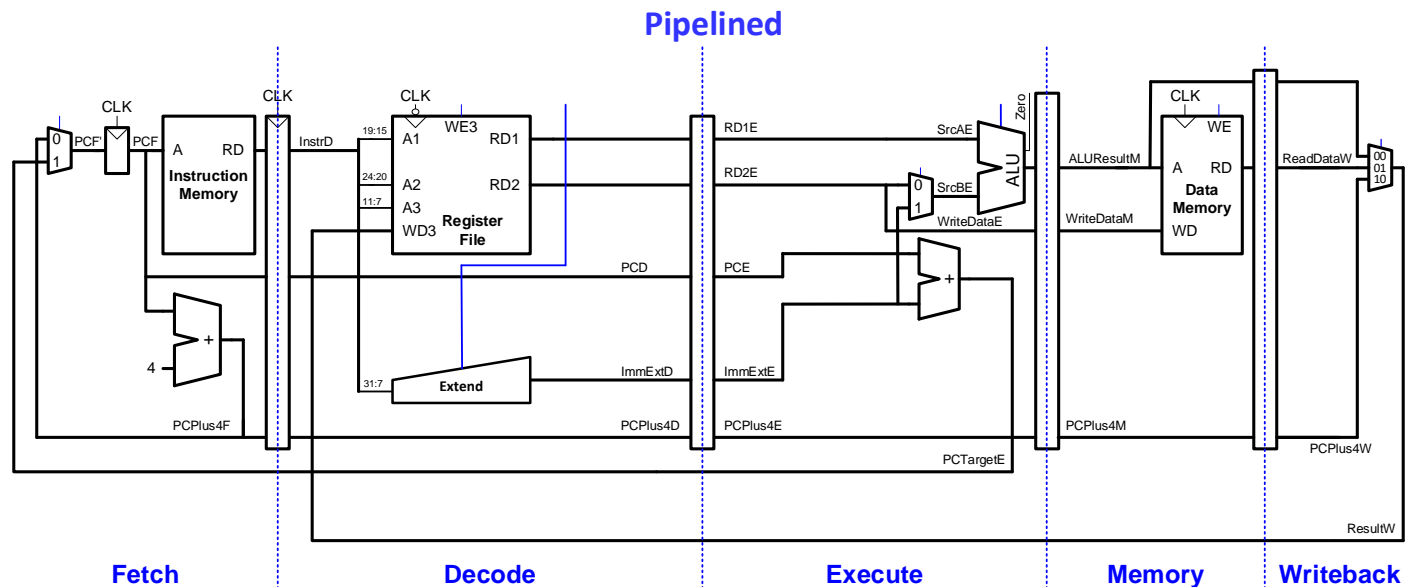 Pipelined
CLK
CLK
CLK
CLK
Zero
0
1
PCF'
PCF
A
RD
Instruction
Memory
InstrD
19:15
A1
WE3
RD1
RD1E
SrcAE
ALU
ALUResultM
WE
A
RD
Data
Memory
WD
ReadDataW
00
01
10
24:20
A2
RD2
RD2E
0
1
SrcBE
11:7
A3
WD3
Register
File
WriteDataE
WriteDataM
PCD
PCE
+
4
+
31:7
Extend
ImmExtD
ImmExtE
PCPlus4F
PCPlus4D
PCPlus4E
PCPlus4M
PCPlus4W
PCTargetE
ResultW
Fetch
Decode
Execute
Memory
Writeback